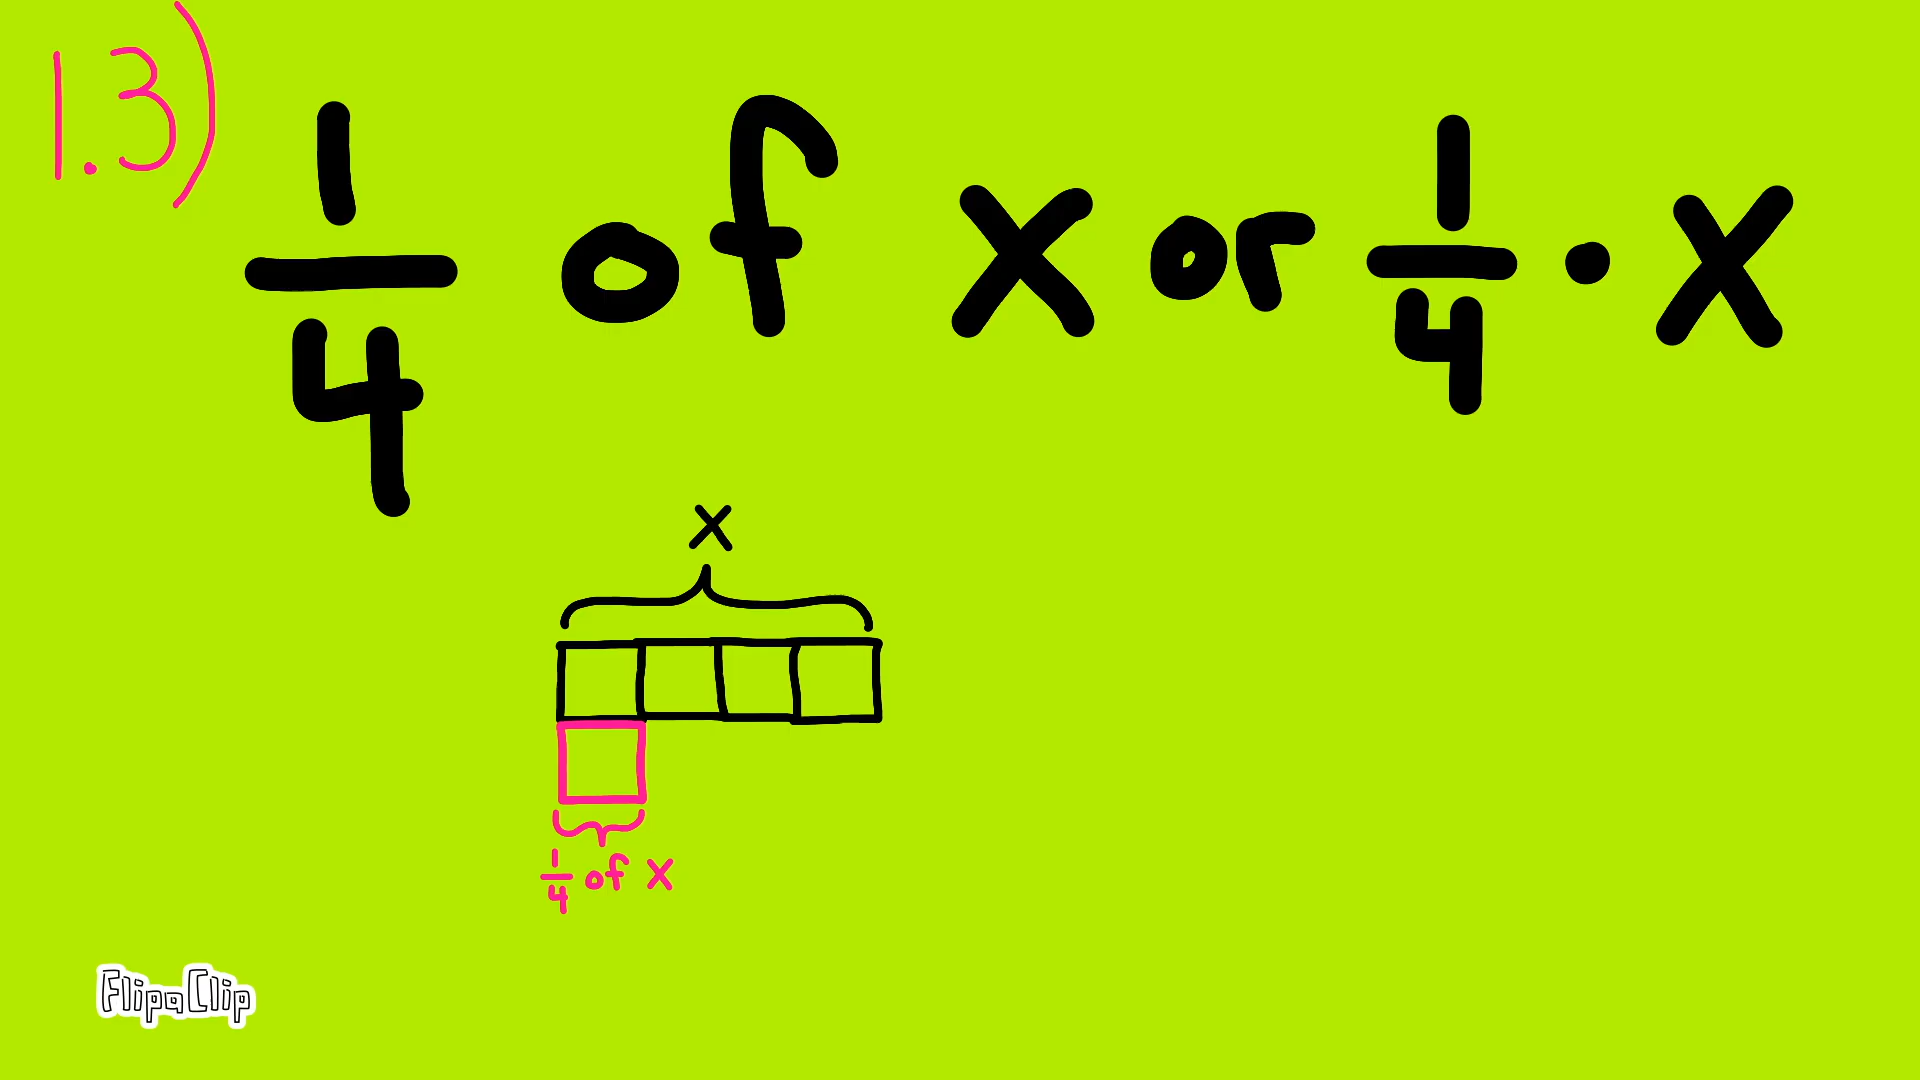 1.3)
1/4 of x or 1/4 • x
x
1/4 of x
FlipaClip